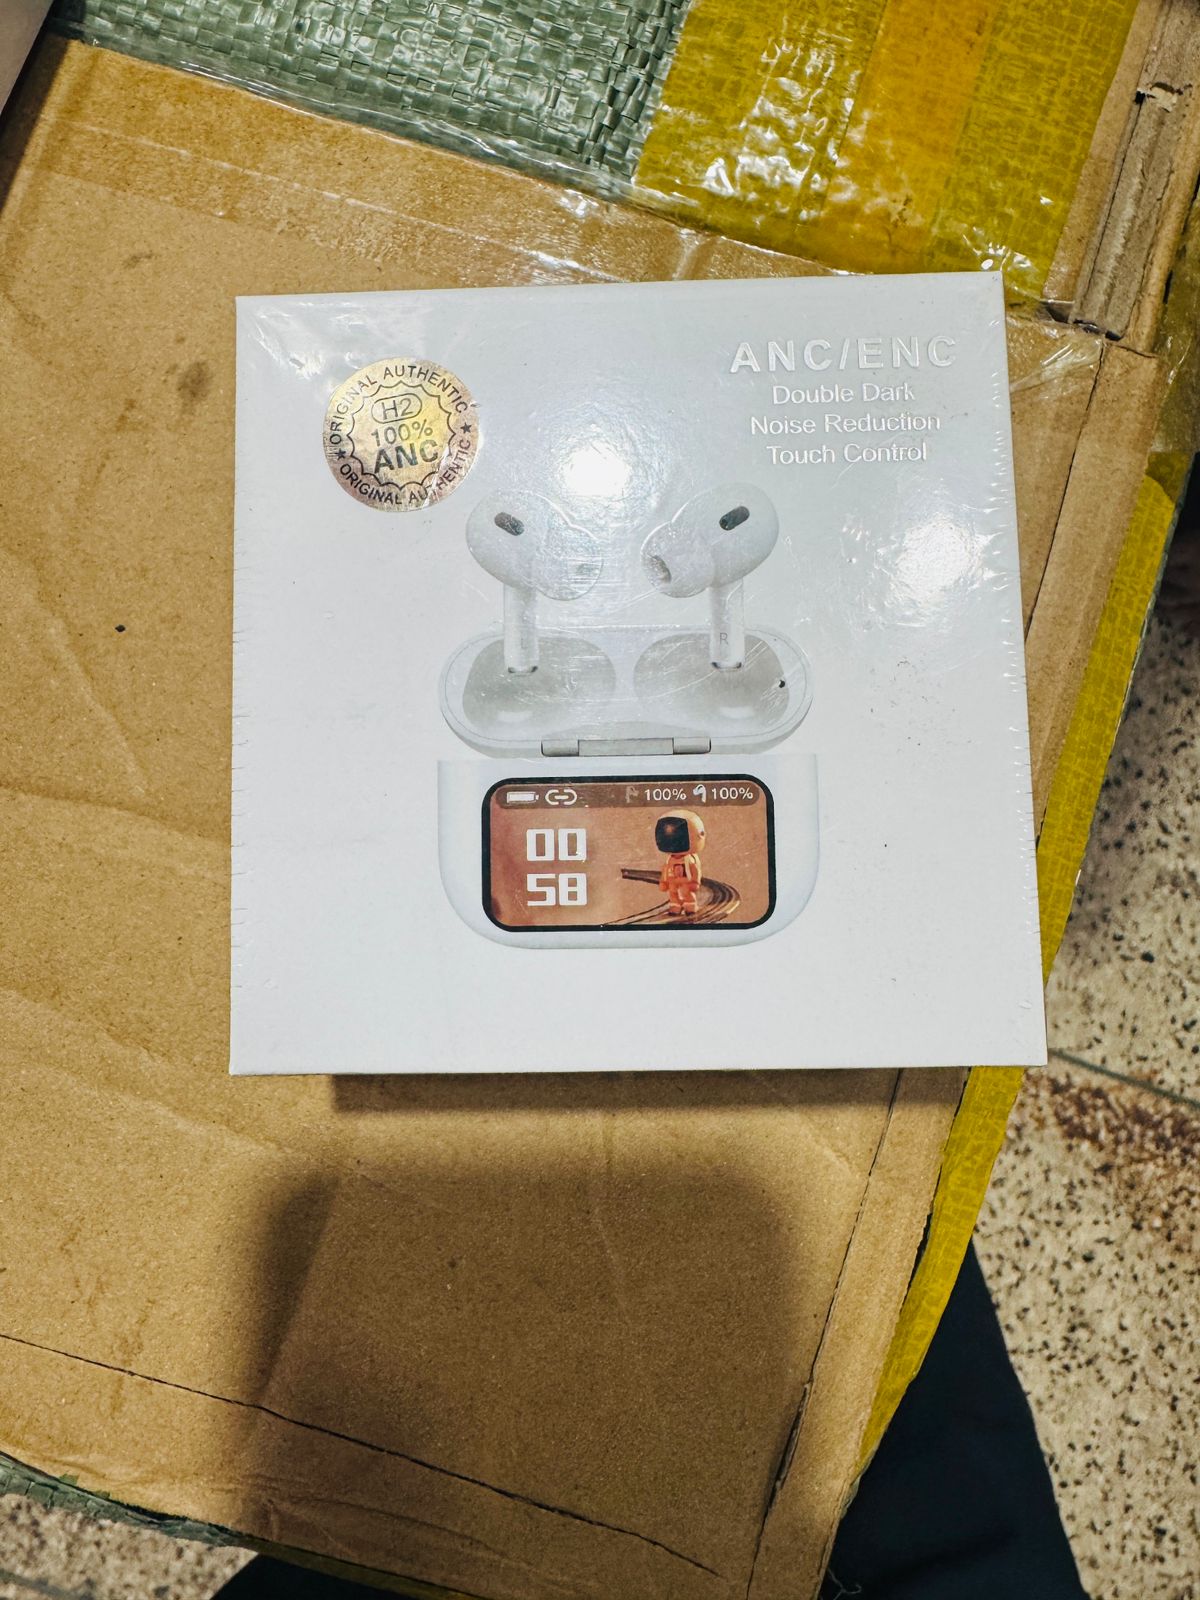 ANC/ENC
Double Dark
Noise Reduction
Touch Control
ORIGINAL AUTHENTIC
H2
100%
ANC
ORIGINAL AUTHENTIC
R
100% 100%
00
58